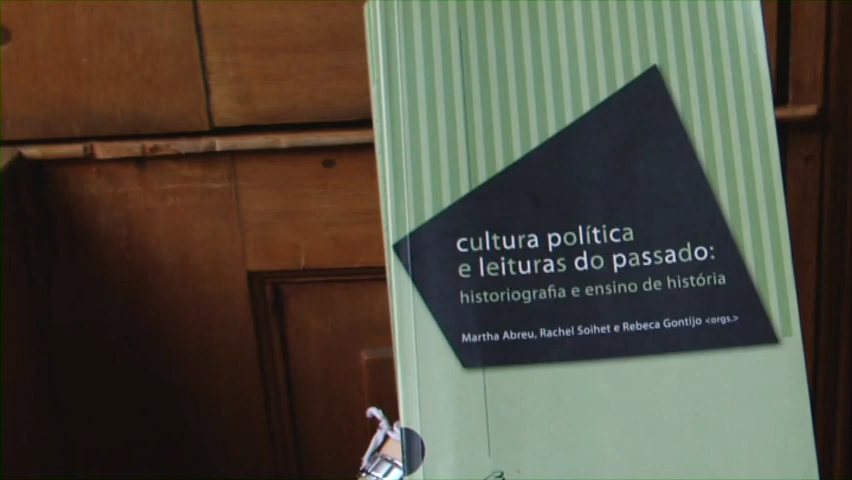 cultura política
e leituras do passado:
historiografia e ensino de história
Martha Abreu, Rachel Soihet e Rebeca Gontijo <orgs.>